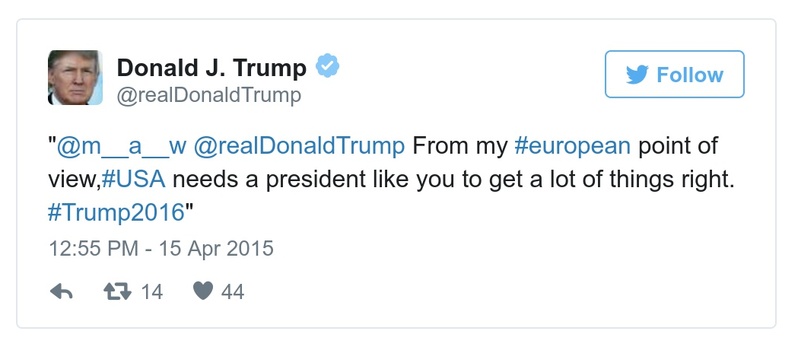 Donald J. Trump
@realDonaldTrump
Follow
"@m__a__w @realDonaldTrump From my #european point of
view,#USA needs a president like you to get a lot of things right.
#Trump2016"
12:55 PM - 15 Apr 2015
14 44